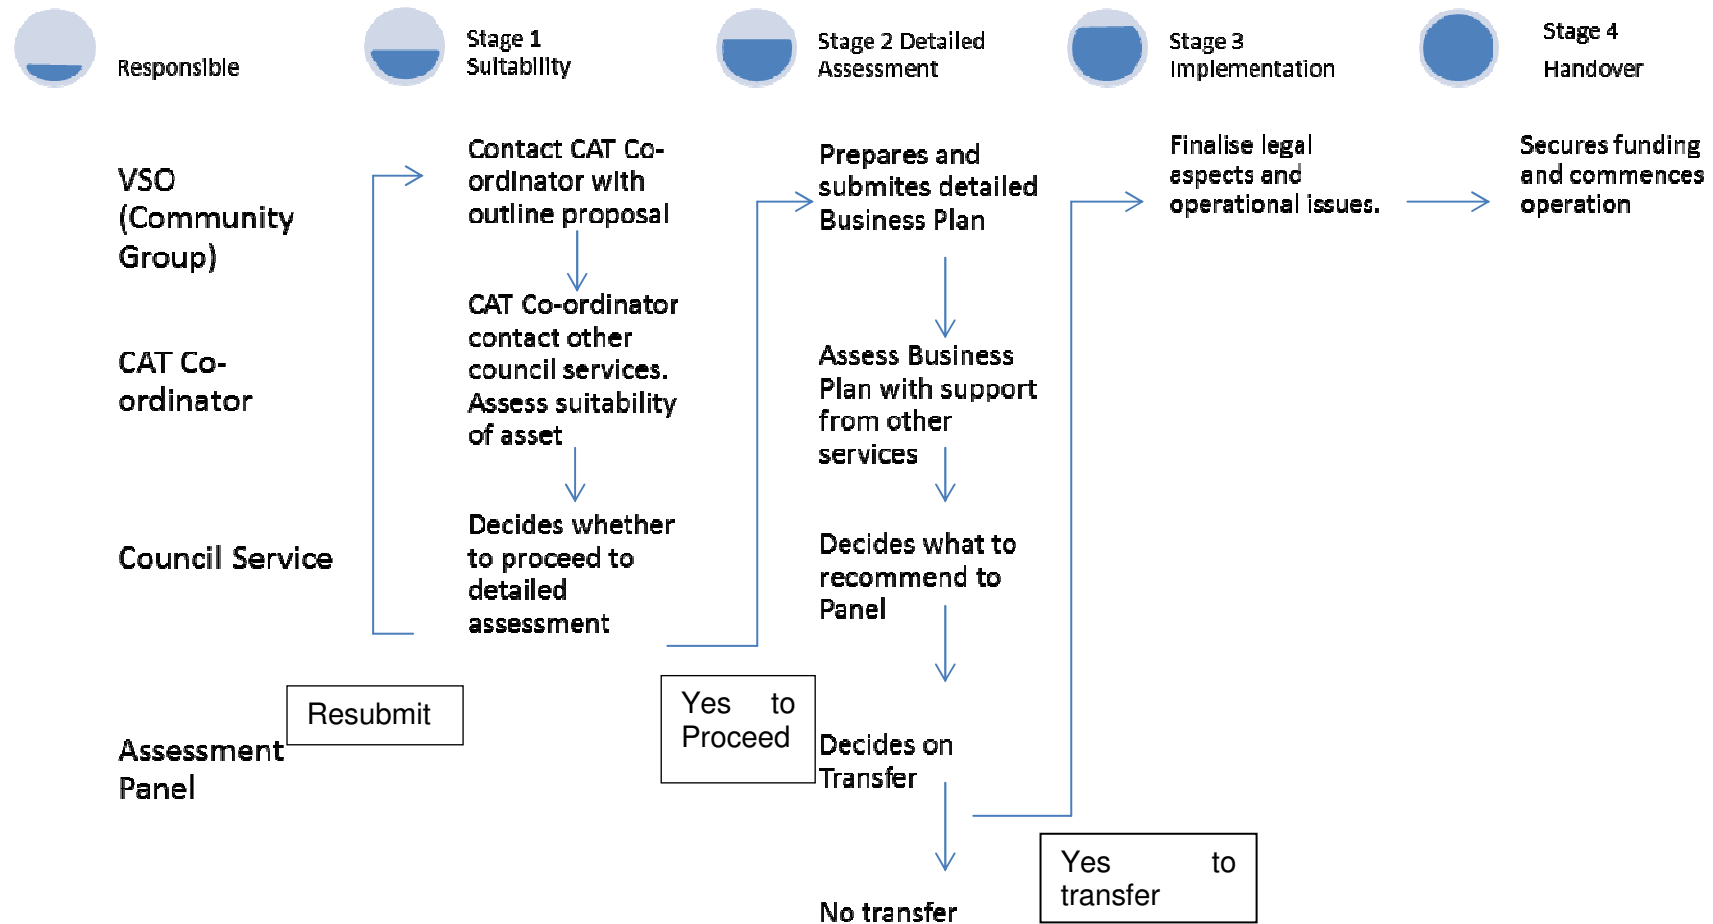 Responsible
Stage 1
Suitability
Stage 2 Detailed
Assessment
Stage 3
Implementation
Stage 4
Handover
VSO
(Community
Group)
Contact CAT Co-
ordinator with
outline proposal
Prepares and
submites detailed
Business Plan
Finalise legal
aspects and
operational issues.
Secures funding
and commences
operation
CAT Co-
ordinator
CAT Co-ordinator
contact other
council services.
Assess suitability
of asset
Assess Business
Plan with support
from other
services
Council Service
Decides whether
to proceed to
detailed
assessment
Decides what to
recommend to
Panel
Resubmit
Yes to
Proceed
Assessment
Panel
Decides on
Transfer
Yes to
transfer
No transfer